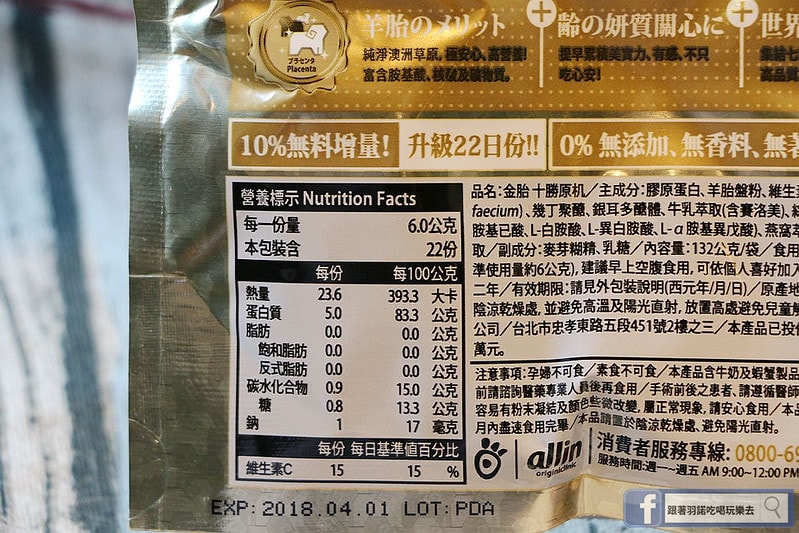 羊胎のメリット
純淨澳洲草原,極安心、高營養!
富含胺基酸、核酸及礦物質。
プラセンタ
Placenta
齡の妍質關心に
提早累積美實力、有感、不只
吃心安!
世界
集結七
高品質
10%無料增量!
升級22日份!!
0% 無添加、無香料、無著
營養標示 Nutrition Facts
每一份量 6.0公克
本包裝含 22份
每份 每100公克
熱量 23.6 393.3 大卡
蛋白質 5.0 83.3 公克
脂肪 0.0 0.0 公克
飽和脂肪 0.0 0.0 公克
反式脂肪 0.0 0.0 公克
碳水化合物 0.9 15.0 公克
糖 0.8 13.3 公克
鈉 1 17 毫克
每份 每日基準值百分比
維生素C 15 15 %
品名:金胎 十勝原机／主成分:膠原蛋白、羊胎盤粉、維生素
faecium)、幾丁聚醣、銀耳多醣體、牛乳萃取(含賽洛美)、
胺基已酸、L-白胺酸、L-異白胺酸、L-α胺基異戊酸)、燕窩萃
取／副成分:麥芽糊精、乳糖／內容量:132公克/袋／食用
準使用量約6公克),建議早上空腹食用,可依個人喜好加入
二年／有效期限:請見外包裝說明(西元年/月/日)／原產地
陰涼乾燥處,並避免高溫及陽光直射,放置高處避免兒童觸
公司／台北市忠孝東路五段451號2樓之三／本產品已投保
萬元。
注意事項:孕婦不可食／素食不可食／本產品含牛奶及蝦蟹製品
前請諮詢醫藥專業人員後再食用／手術前後之患者,請遵循醫師
容易有粉末凝結及顏色些微改變,屬正常現象,請安心食用／本
月內盡速食用完畢／本品請置於陰涼乾燥處、避免陽光直射。
allin
originalclinic
消費者服務專線: 0800-69
服務時間:週一~週五 AM 9:00~12:00 PM
EXP: 2018.04.01 LOT: PDA
f 跟著羽諾吃喝玩樂去